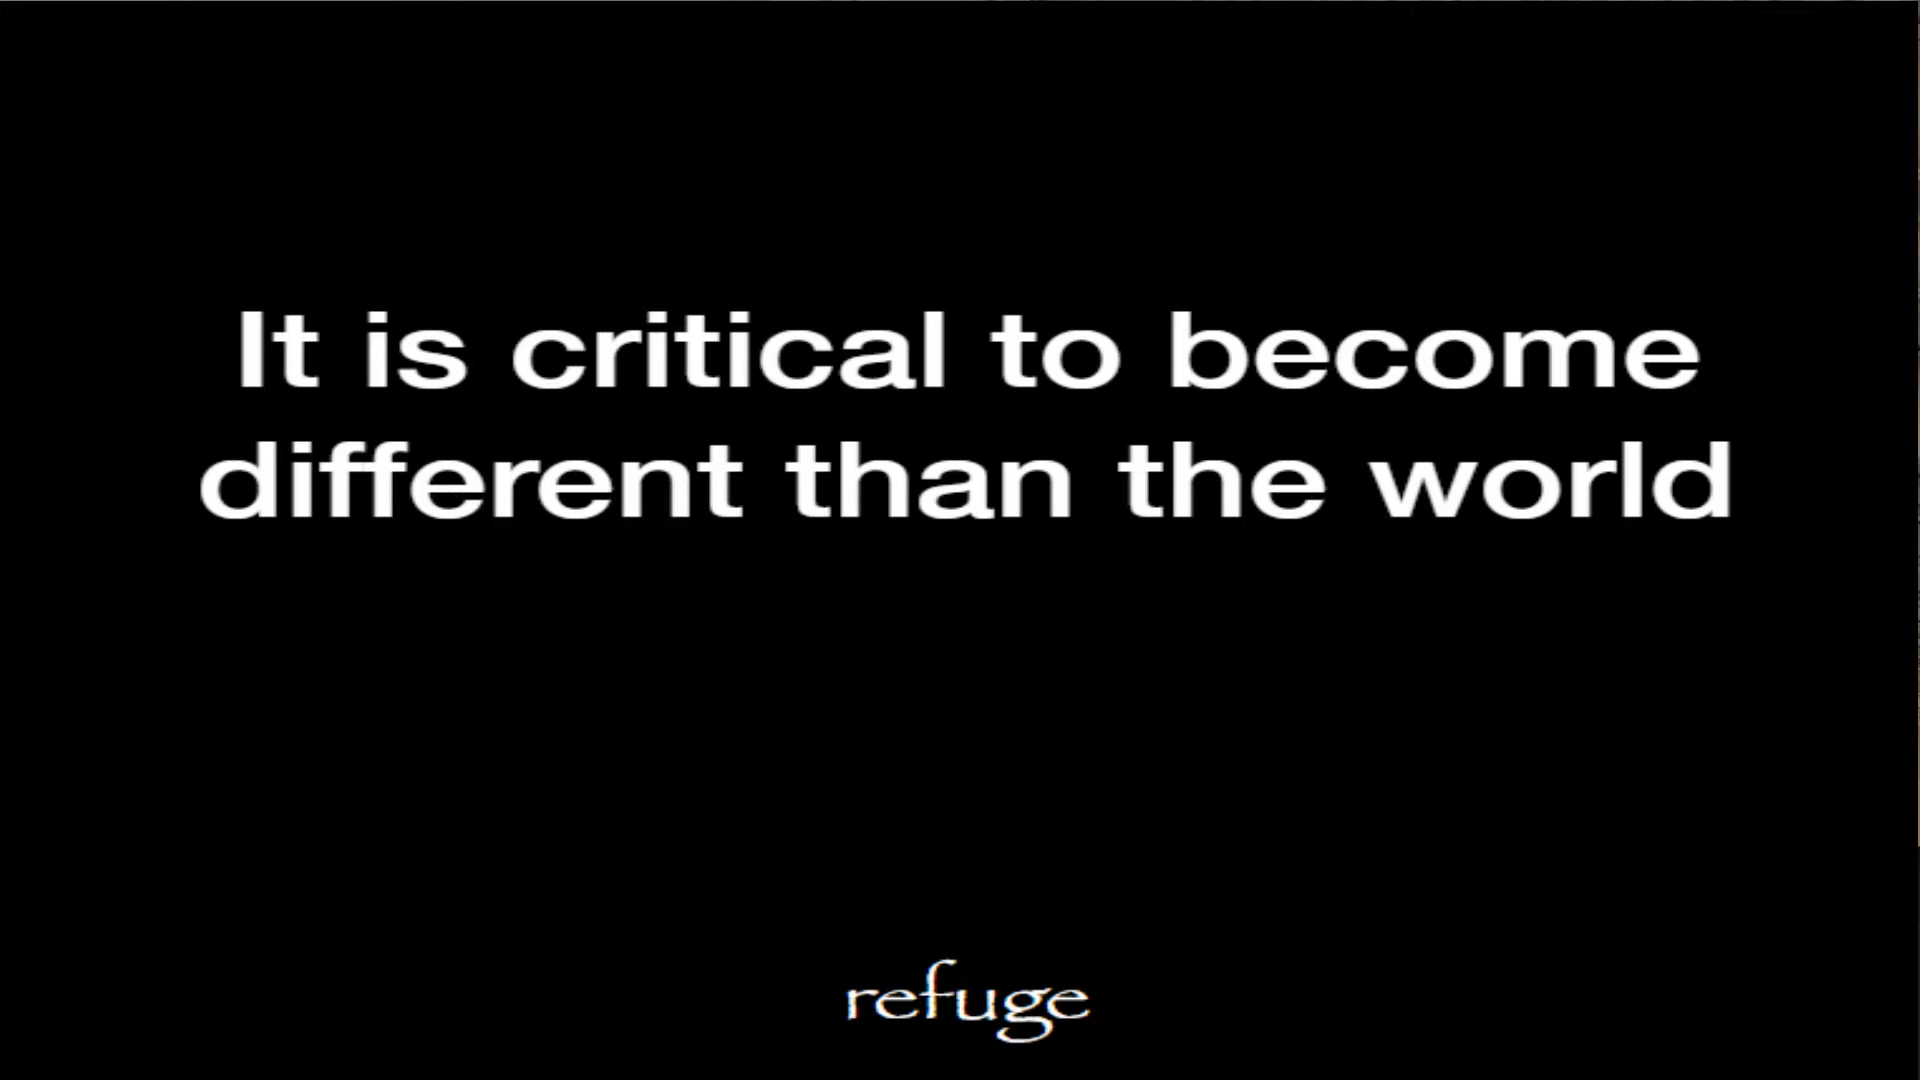 It is critical to become
different than the world
refuge